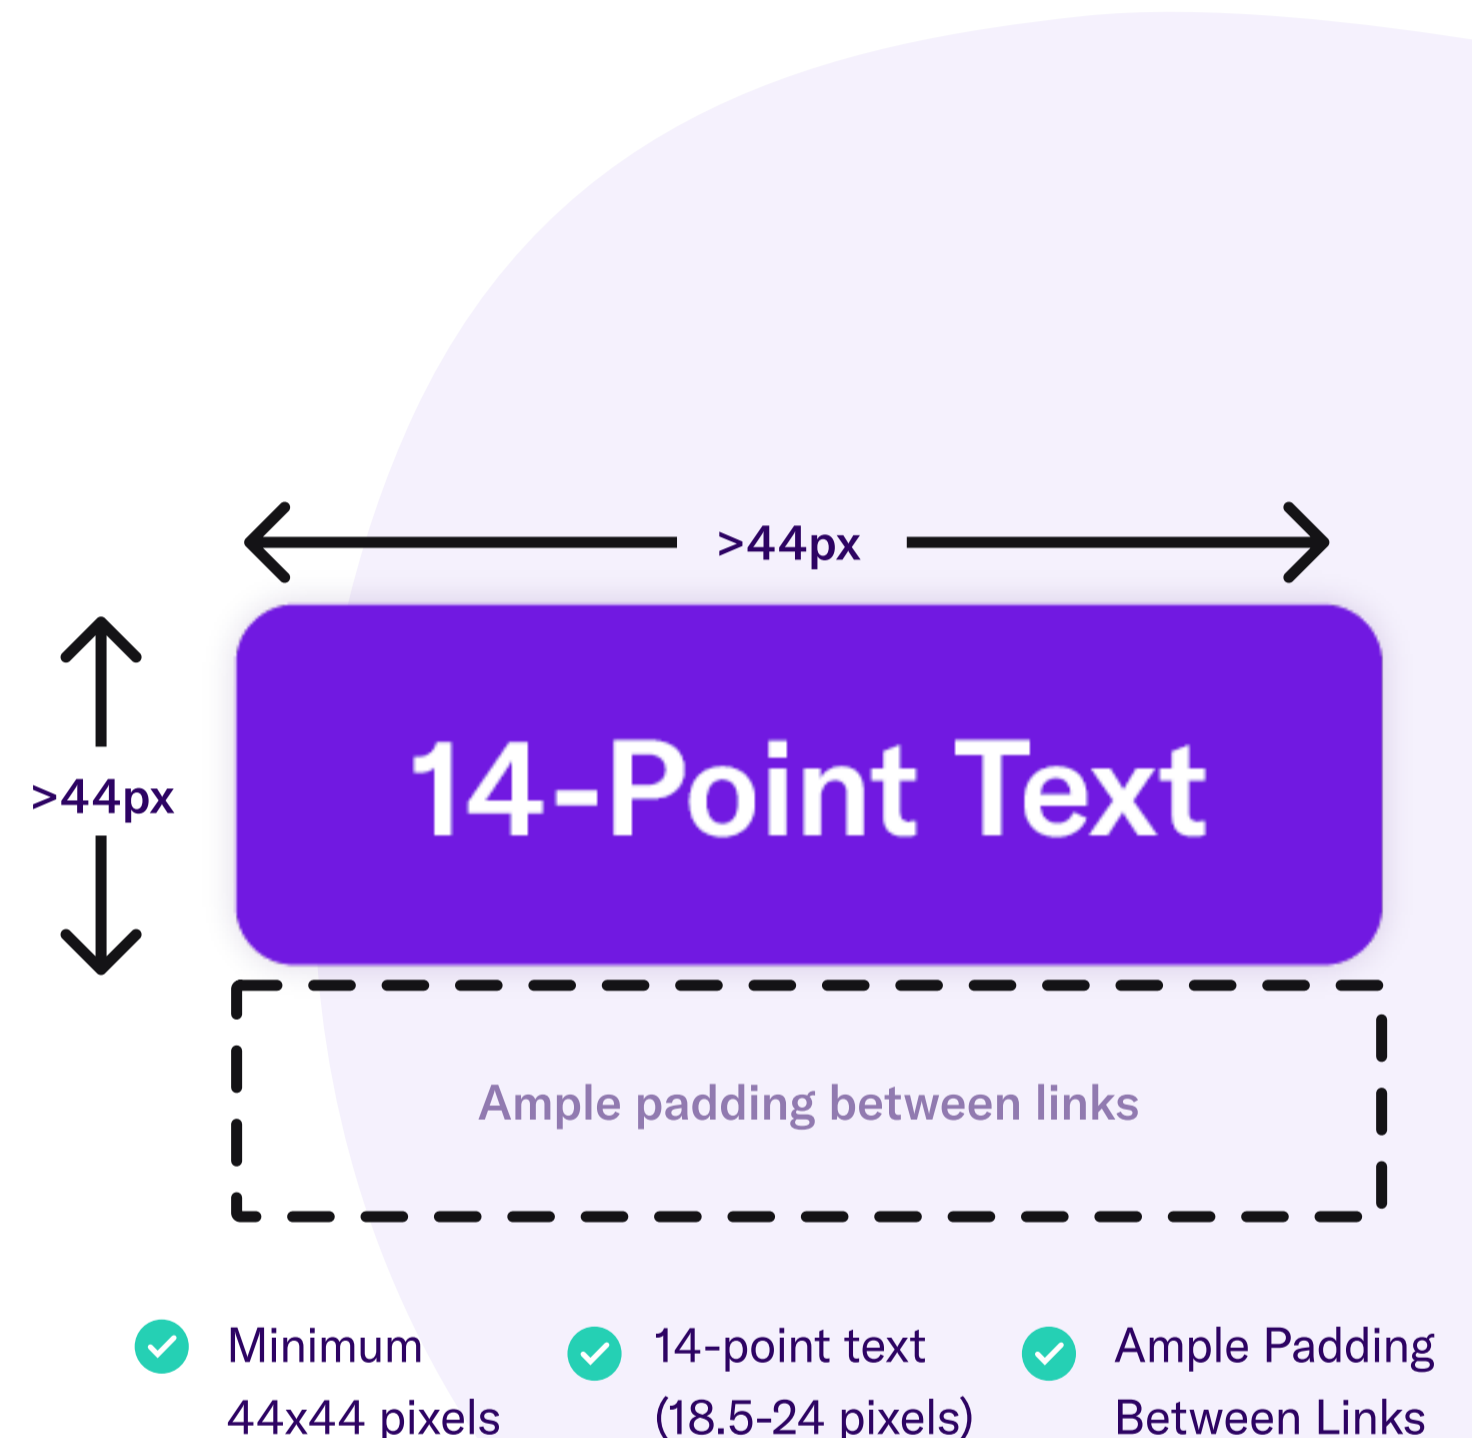 >44px
>44px
14-Point Text
Ample padding between links
Minimum
44x44 pixels
14-point text
(18.5-24 pixels)
Ample Padding
Between Links